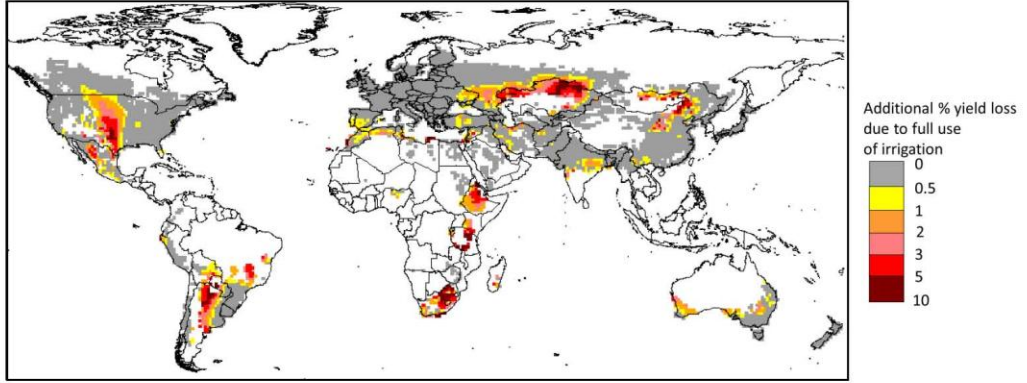 Additional % yield loss
due to full use
of irrigation
0
0.5
1
2
3
5
10